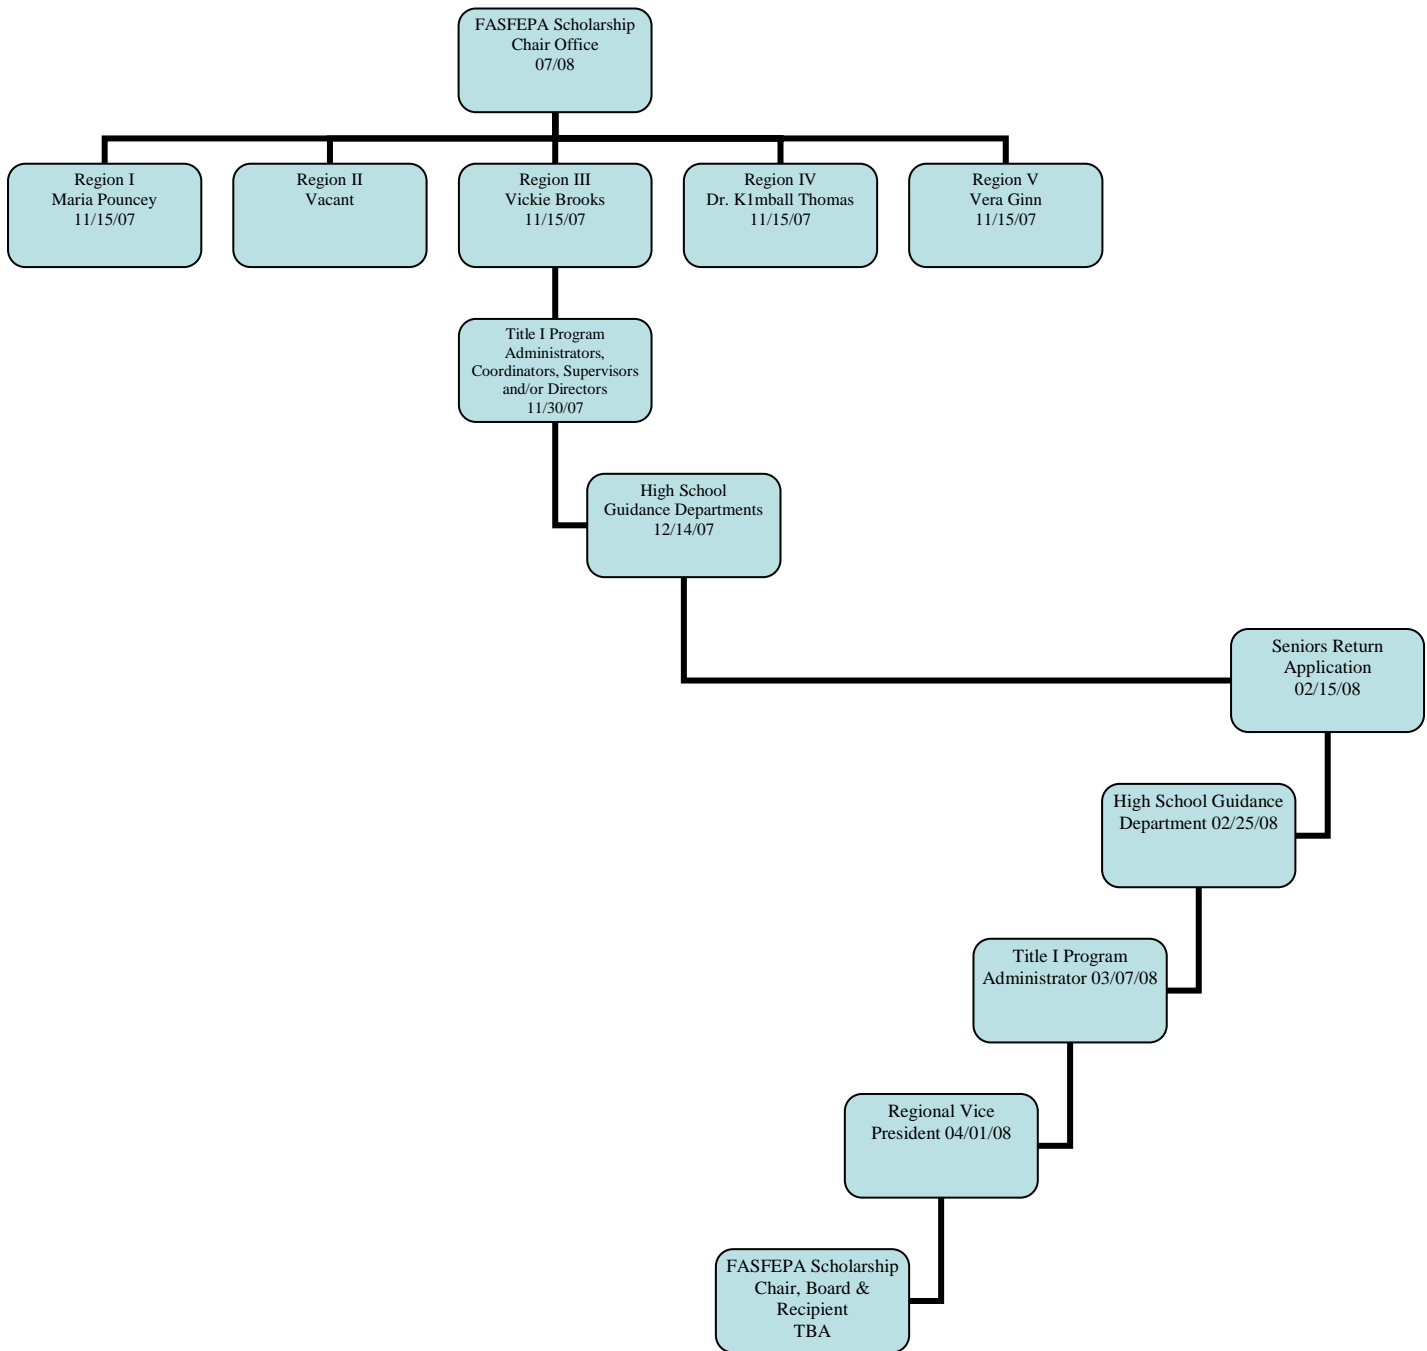 FASFEPA Scholarship
Chair Office
07/08
Region I
Maria Pouncey
11/15/07
Region II
Vacant
Region III
Vickie Brooks
11/15/07
Region IV
Dr. K1mball Thomas
11/15/07
Region V
Vera Ginn
11/15/07
Title I Program
Administrators,
Coordinators, Supervisors
and/or Directors
11/30/07
High School
Guidance Departments
12/14/07
Seniors Return
Application
02/15/08
High School Guidance
Department 02/25/08
Title I Program
Administrator 03/07/08
Regional Vice
President 04/01/08
FASFEPA Scholarship
Chair, Board &
Recipient
TBA